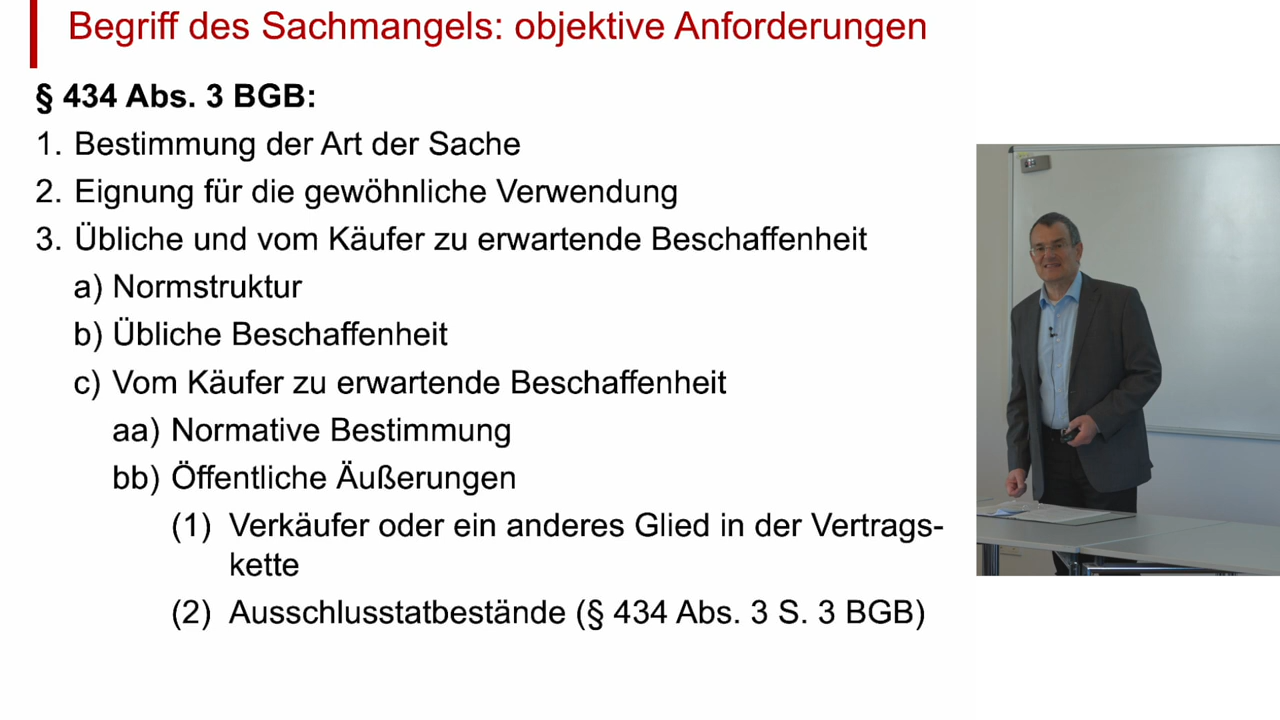 Begriff des Sachmangels: objektive Anforderungen
§ 434 Abs. 3 BGB:
1. Bestimmung der Art der Sache
2. Eignung für die gewöhnliche Verwendung
3. Übliche und vom Käufer zu erwartende Beschaffenheit
a) Normstruktur
b) Übliche Beschaffenheit
c) Vom Käufer zu erwartende Beschaffenheit
aa) Normative Bestimmung
bb) Öffentliche Äußerungen
(1) Verkäufer oder ein anderes Glied in der Vertrags-
kette
(2) Ausschlusstatbestände (§ 434 Abs. 3 S. 3 BGB)